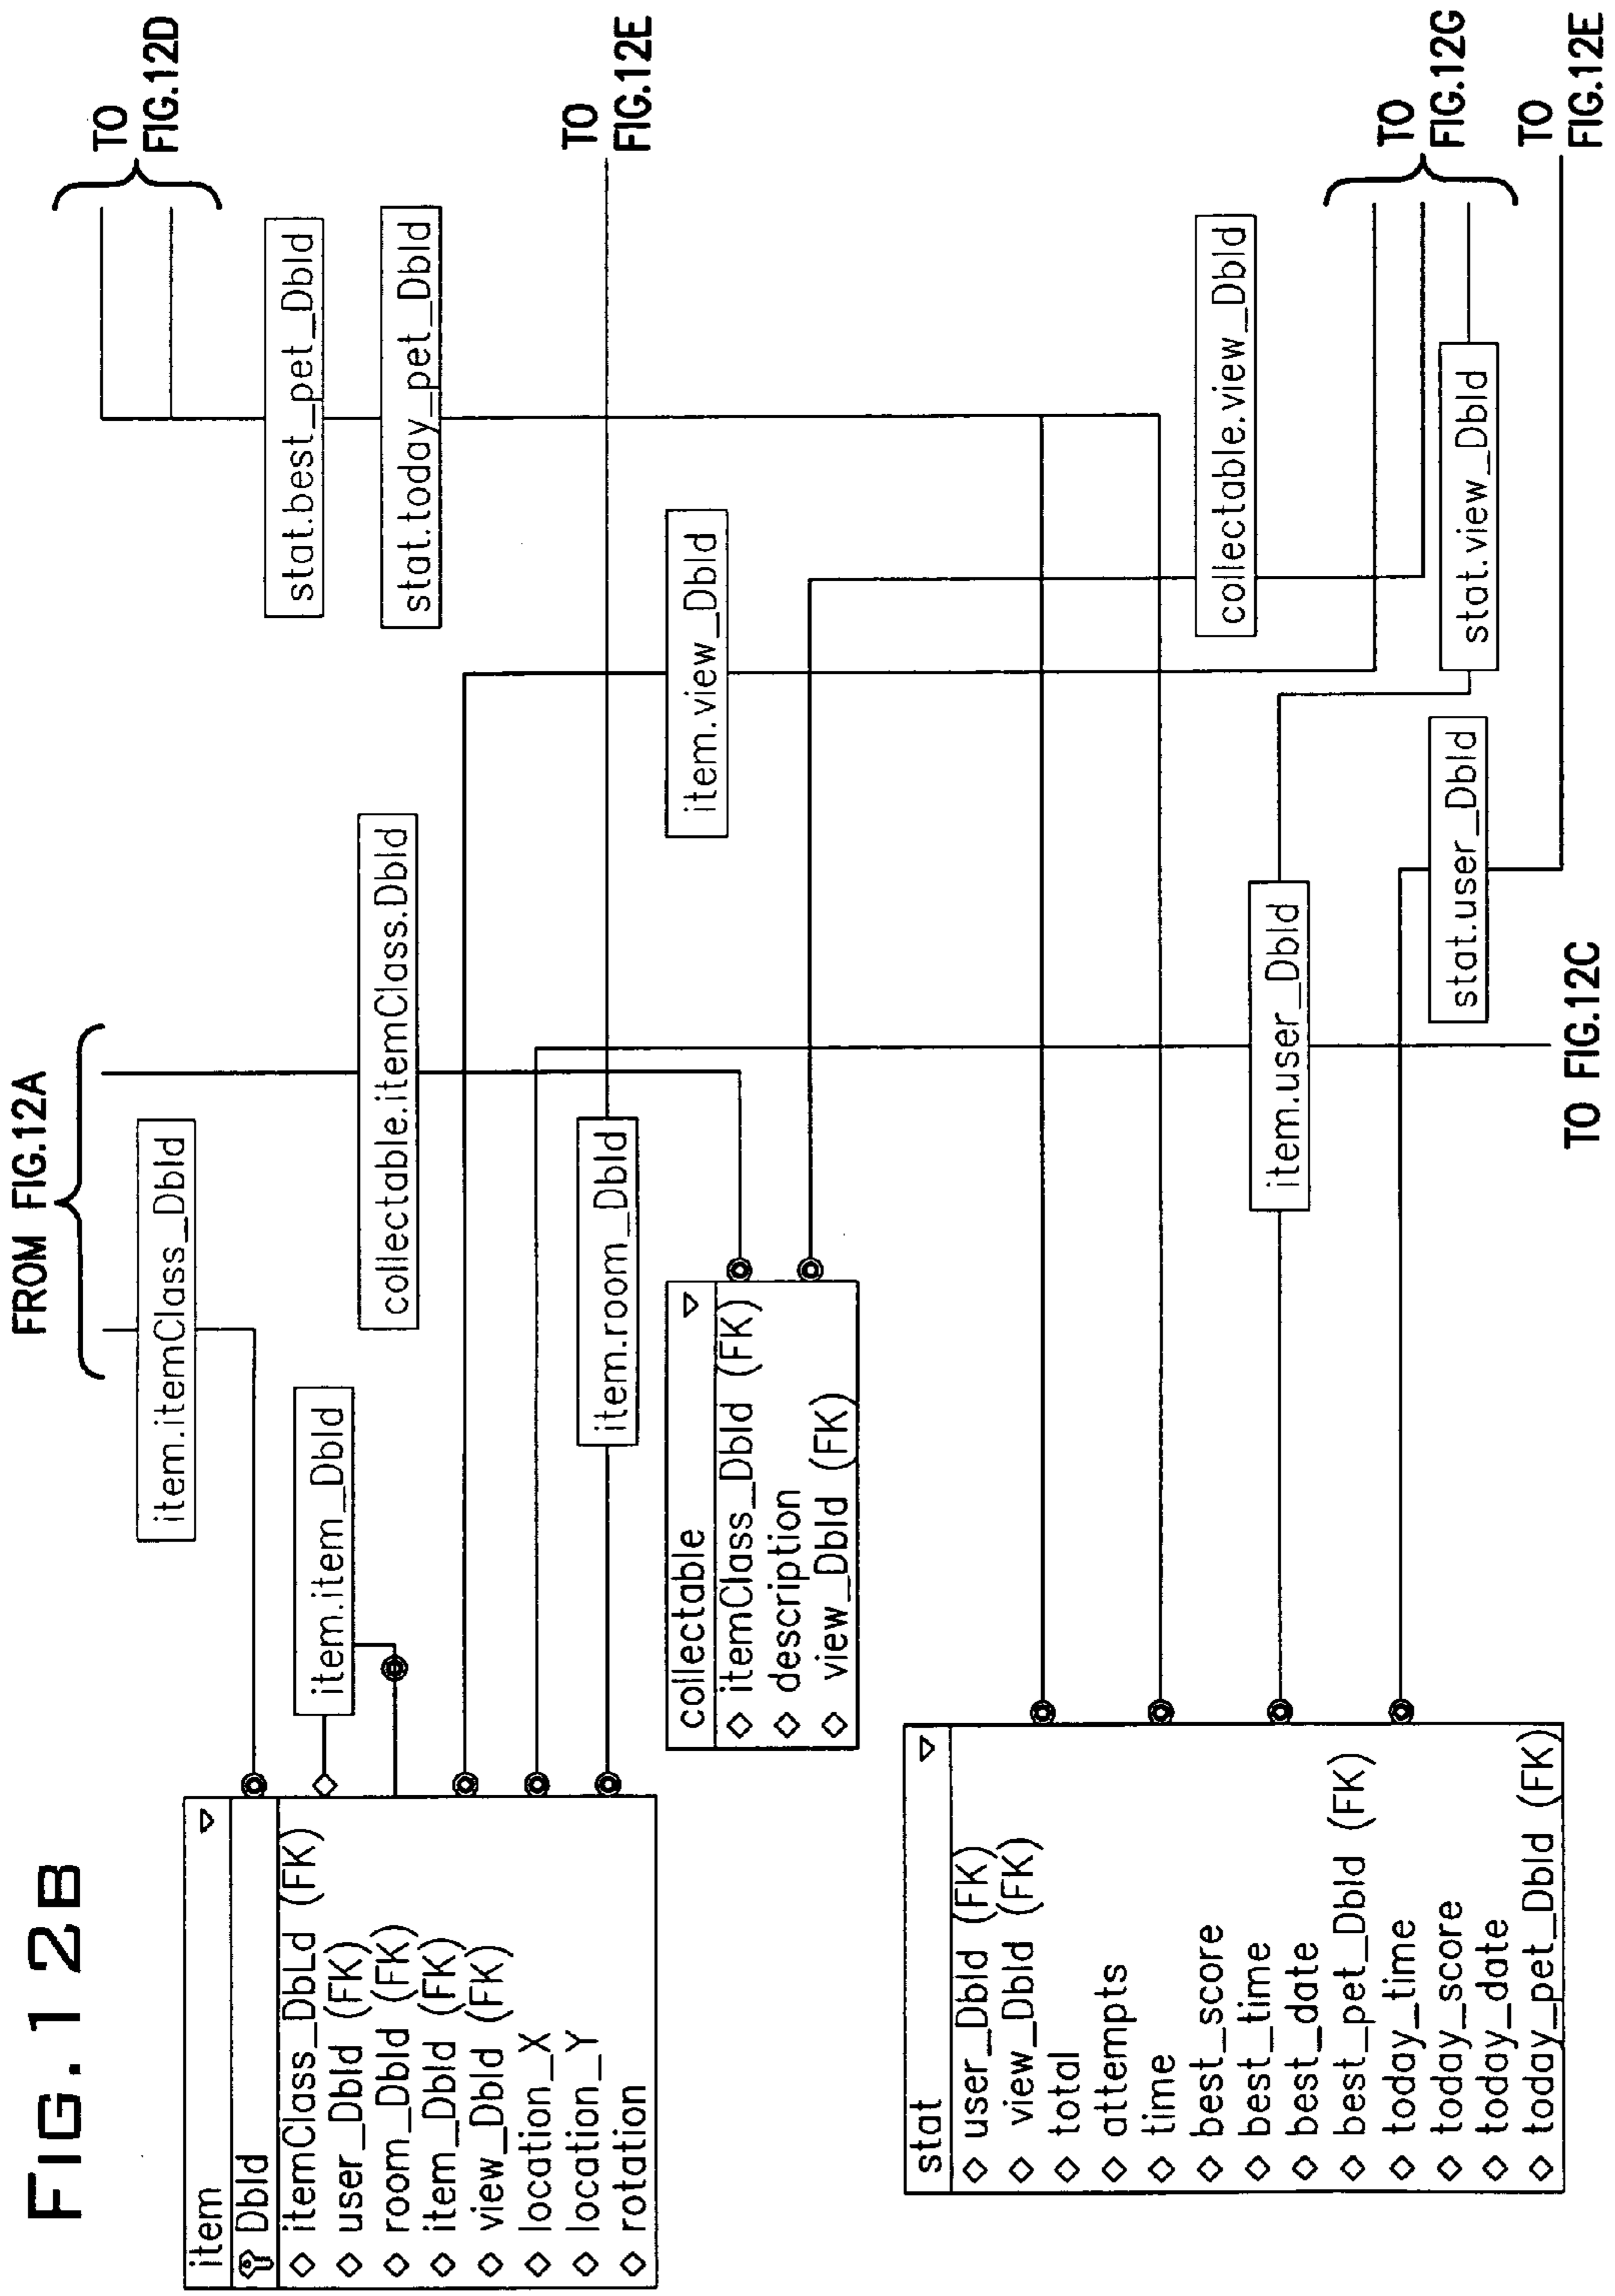 FIG. 12B
FROM FIG.12A
TO
FIG.12D
item.itemClass_DbId
stat.best_pet_DbId
item.item_DbId
collectable.itemClass.DbId
stat.today_pet_DbId
TO
FIG.12E
item.room_DbId
item.view_DbId
item
DbId
itemClass_DbLd (FK)
user_DbId (FK)
room_DbId (FK)
item_DbId (FK)
view_DbId (FK)
location_X
location_Y
rotation
collectable
itemClass_DbId (FK)
description
view_DbId (FK)
collectable.view_DbId
item.user_DbId
stat.view_DbId
stat.user_DbId
TO
FIG.12G
TO
FIG.12E
TO FIG.12C
stat
user_DbId (FK)
view_DbId (FK)
total
attempts
time
best_score
best_time
best_date
best_pet_DbId (FK)
today_time
today_score
today_date
today_pet_DbId (FK)